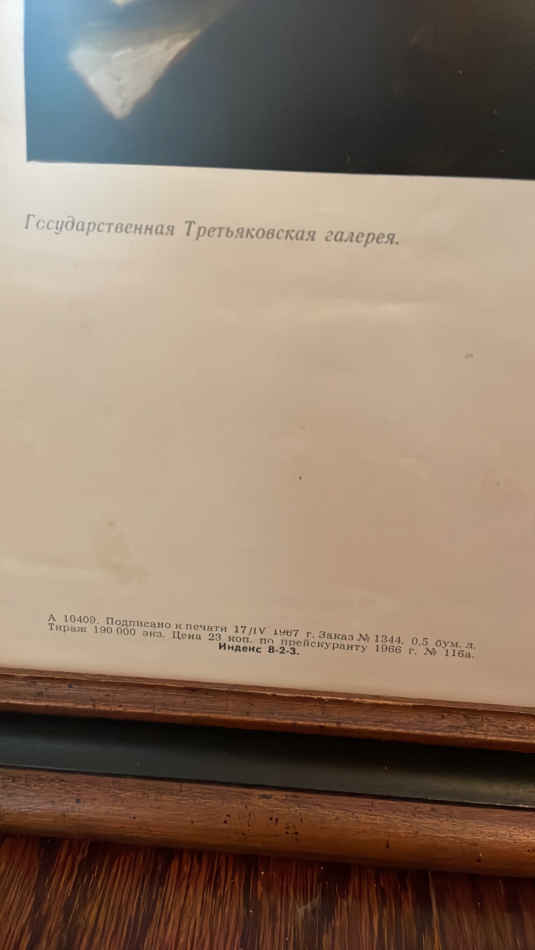 Государственная Третьяковская галерея.
А 10409. Подписано к печати 17/IV 1967 г. Заказ № 1344. 0,5 бум. л.
Тираж 190 000 экз. Цена 23 коп. по прейскуранту 1966 г. № 116а.
Индекс В-2-3.